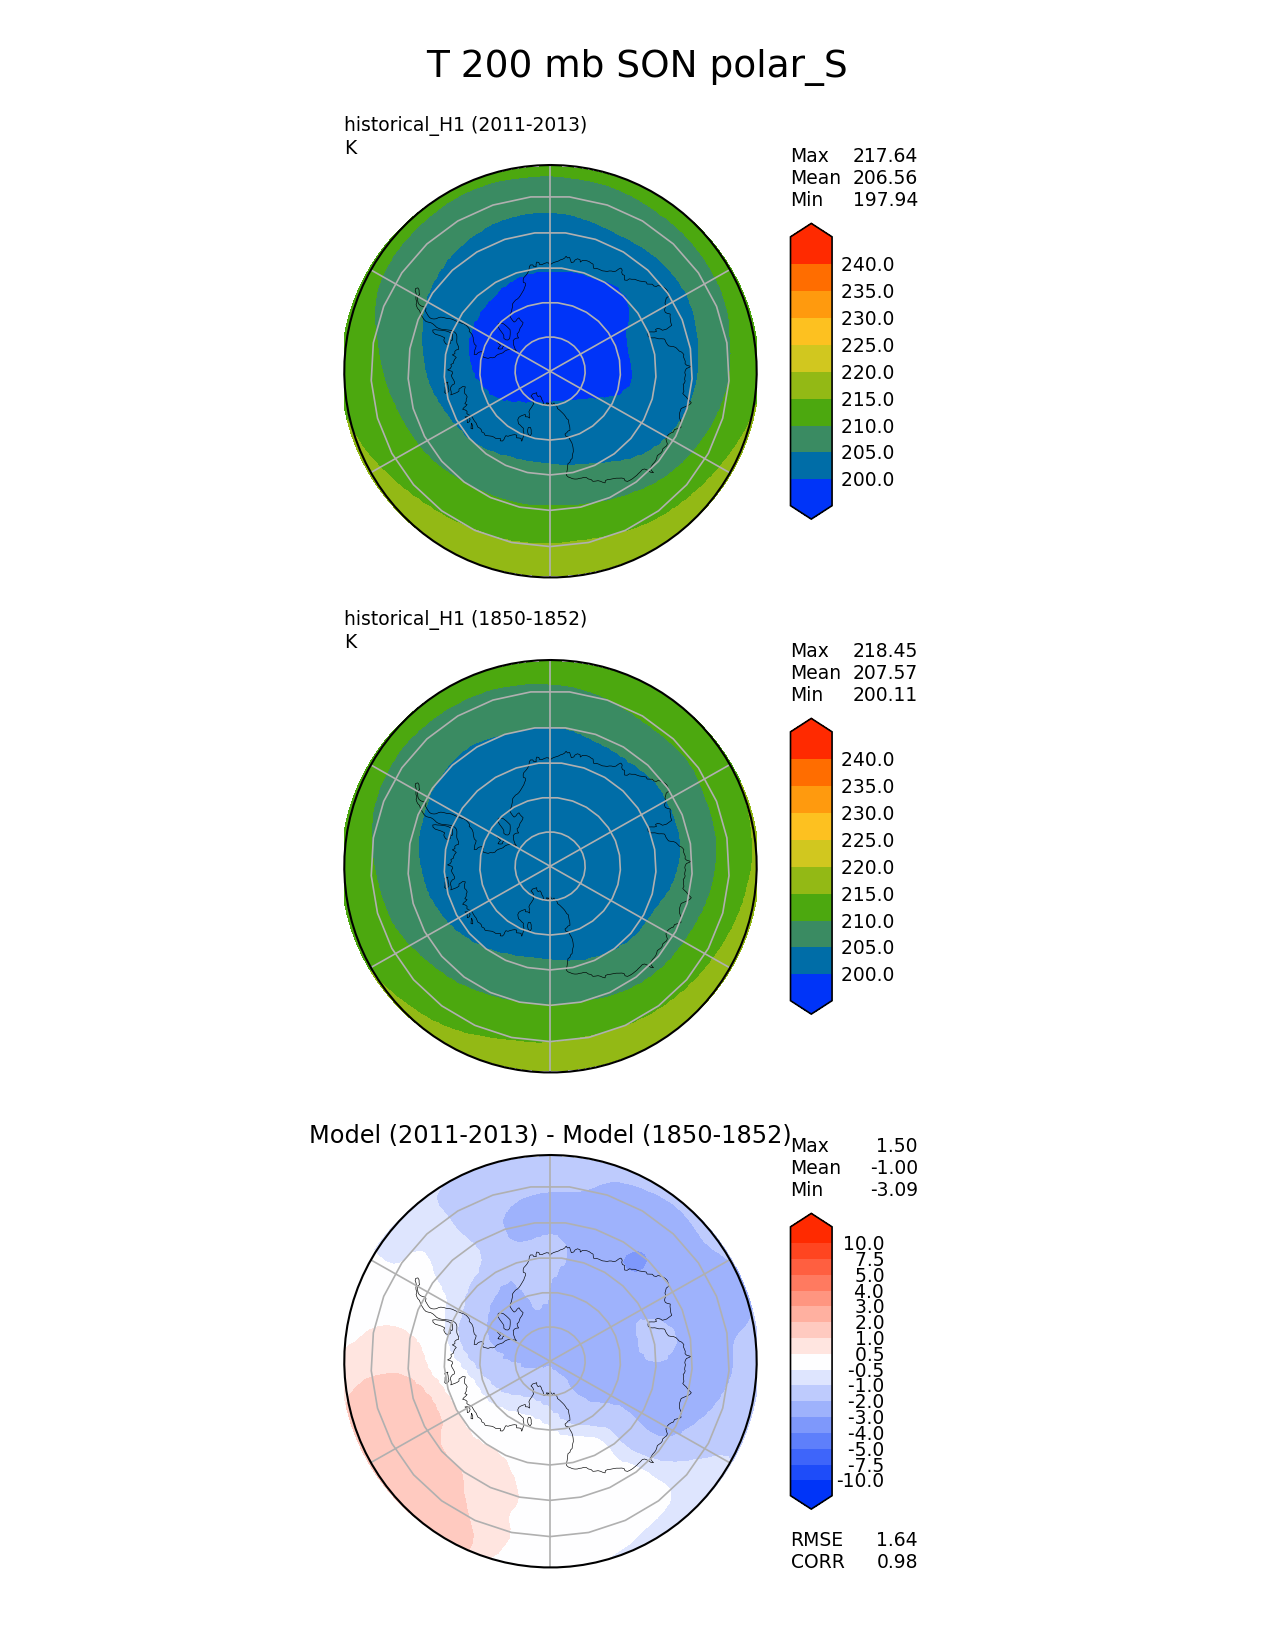 T 200 mb SON polar_S
historical_H1 (2011-2013)
K
Max 217.64
Mean 206.56
Min 197.94
240.0
235.0
230.0
225.0
220.0
215.0
210.0
205.0
200.0
historical_H1 (1850-1852)
K
Max 218.45
Mean 207.57
Min 200.11
240.0
235.0
230.0
225.0
220.0
215.0
210.0
205.0
200.0
Model (2011-2013) - Model (1850-1852)
Max 1.50
Mean -1.00
Min -3.09
10.0
7.5
5.0
4.0
3.0
2.0
1.0
0.5
-0.5
-1.0
-2.0
-3.0
-4.0
-5.0
-7.5
-10.0
RMSE 1.64
CORR 0.98